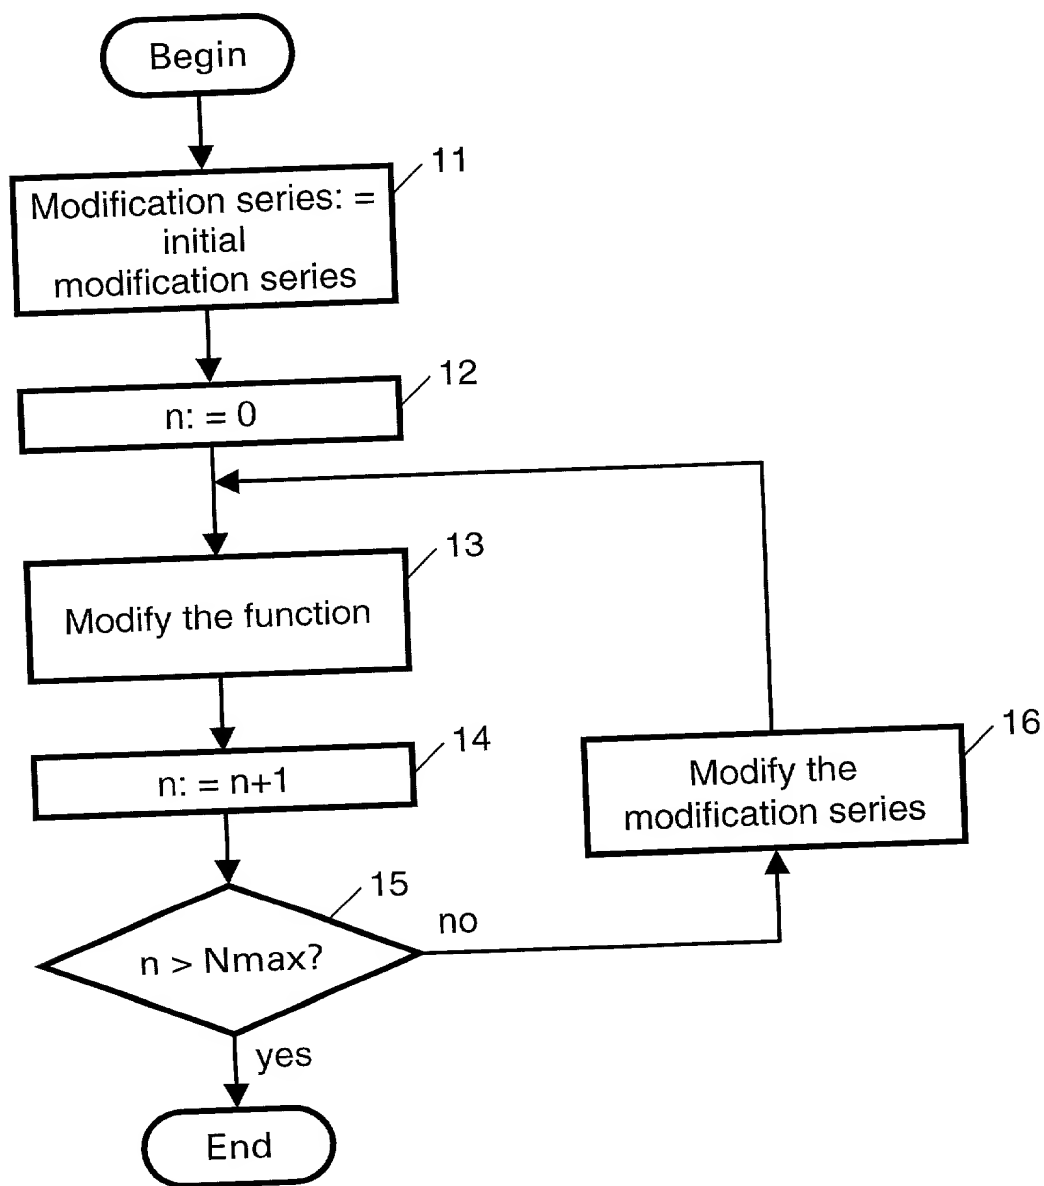 Begin
11
Modification series: =
initial
modification series
12
n: = 0
13
Modify the function
14
n: = n+1
16
Modify the
modification series
15
no
n > Nmax?
yes
End